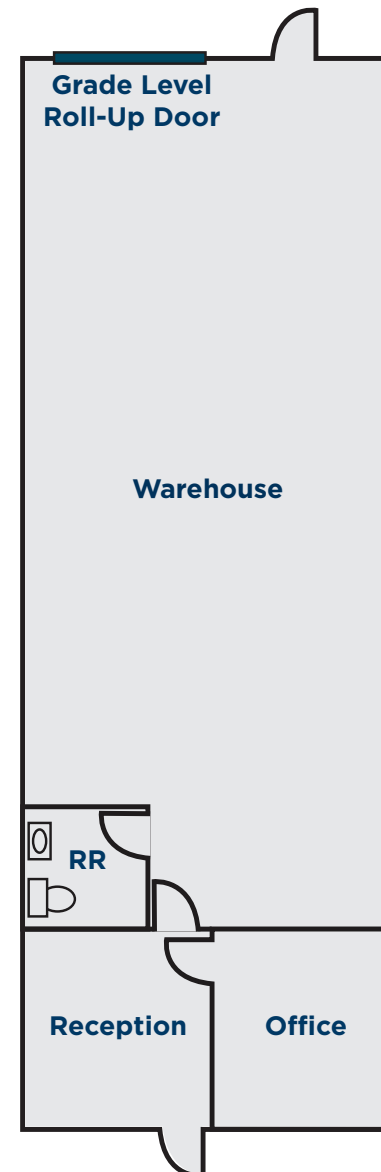 Grade Level
Roll-Up Door
Warehouse
RR
Reception
Office